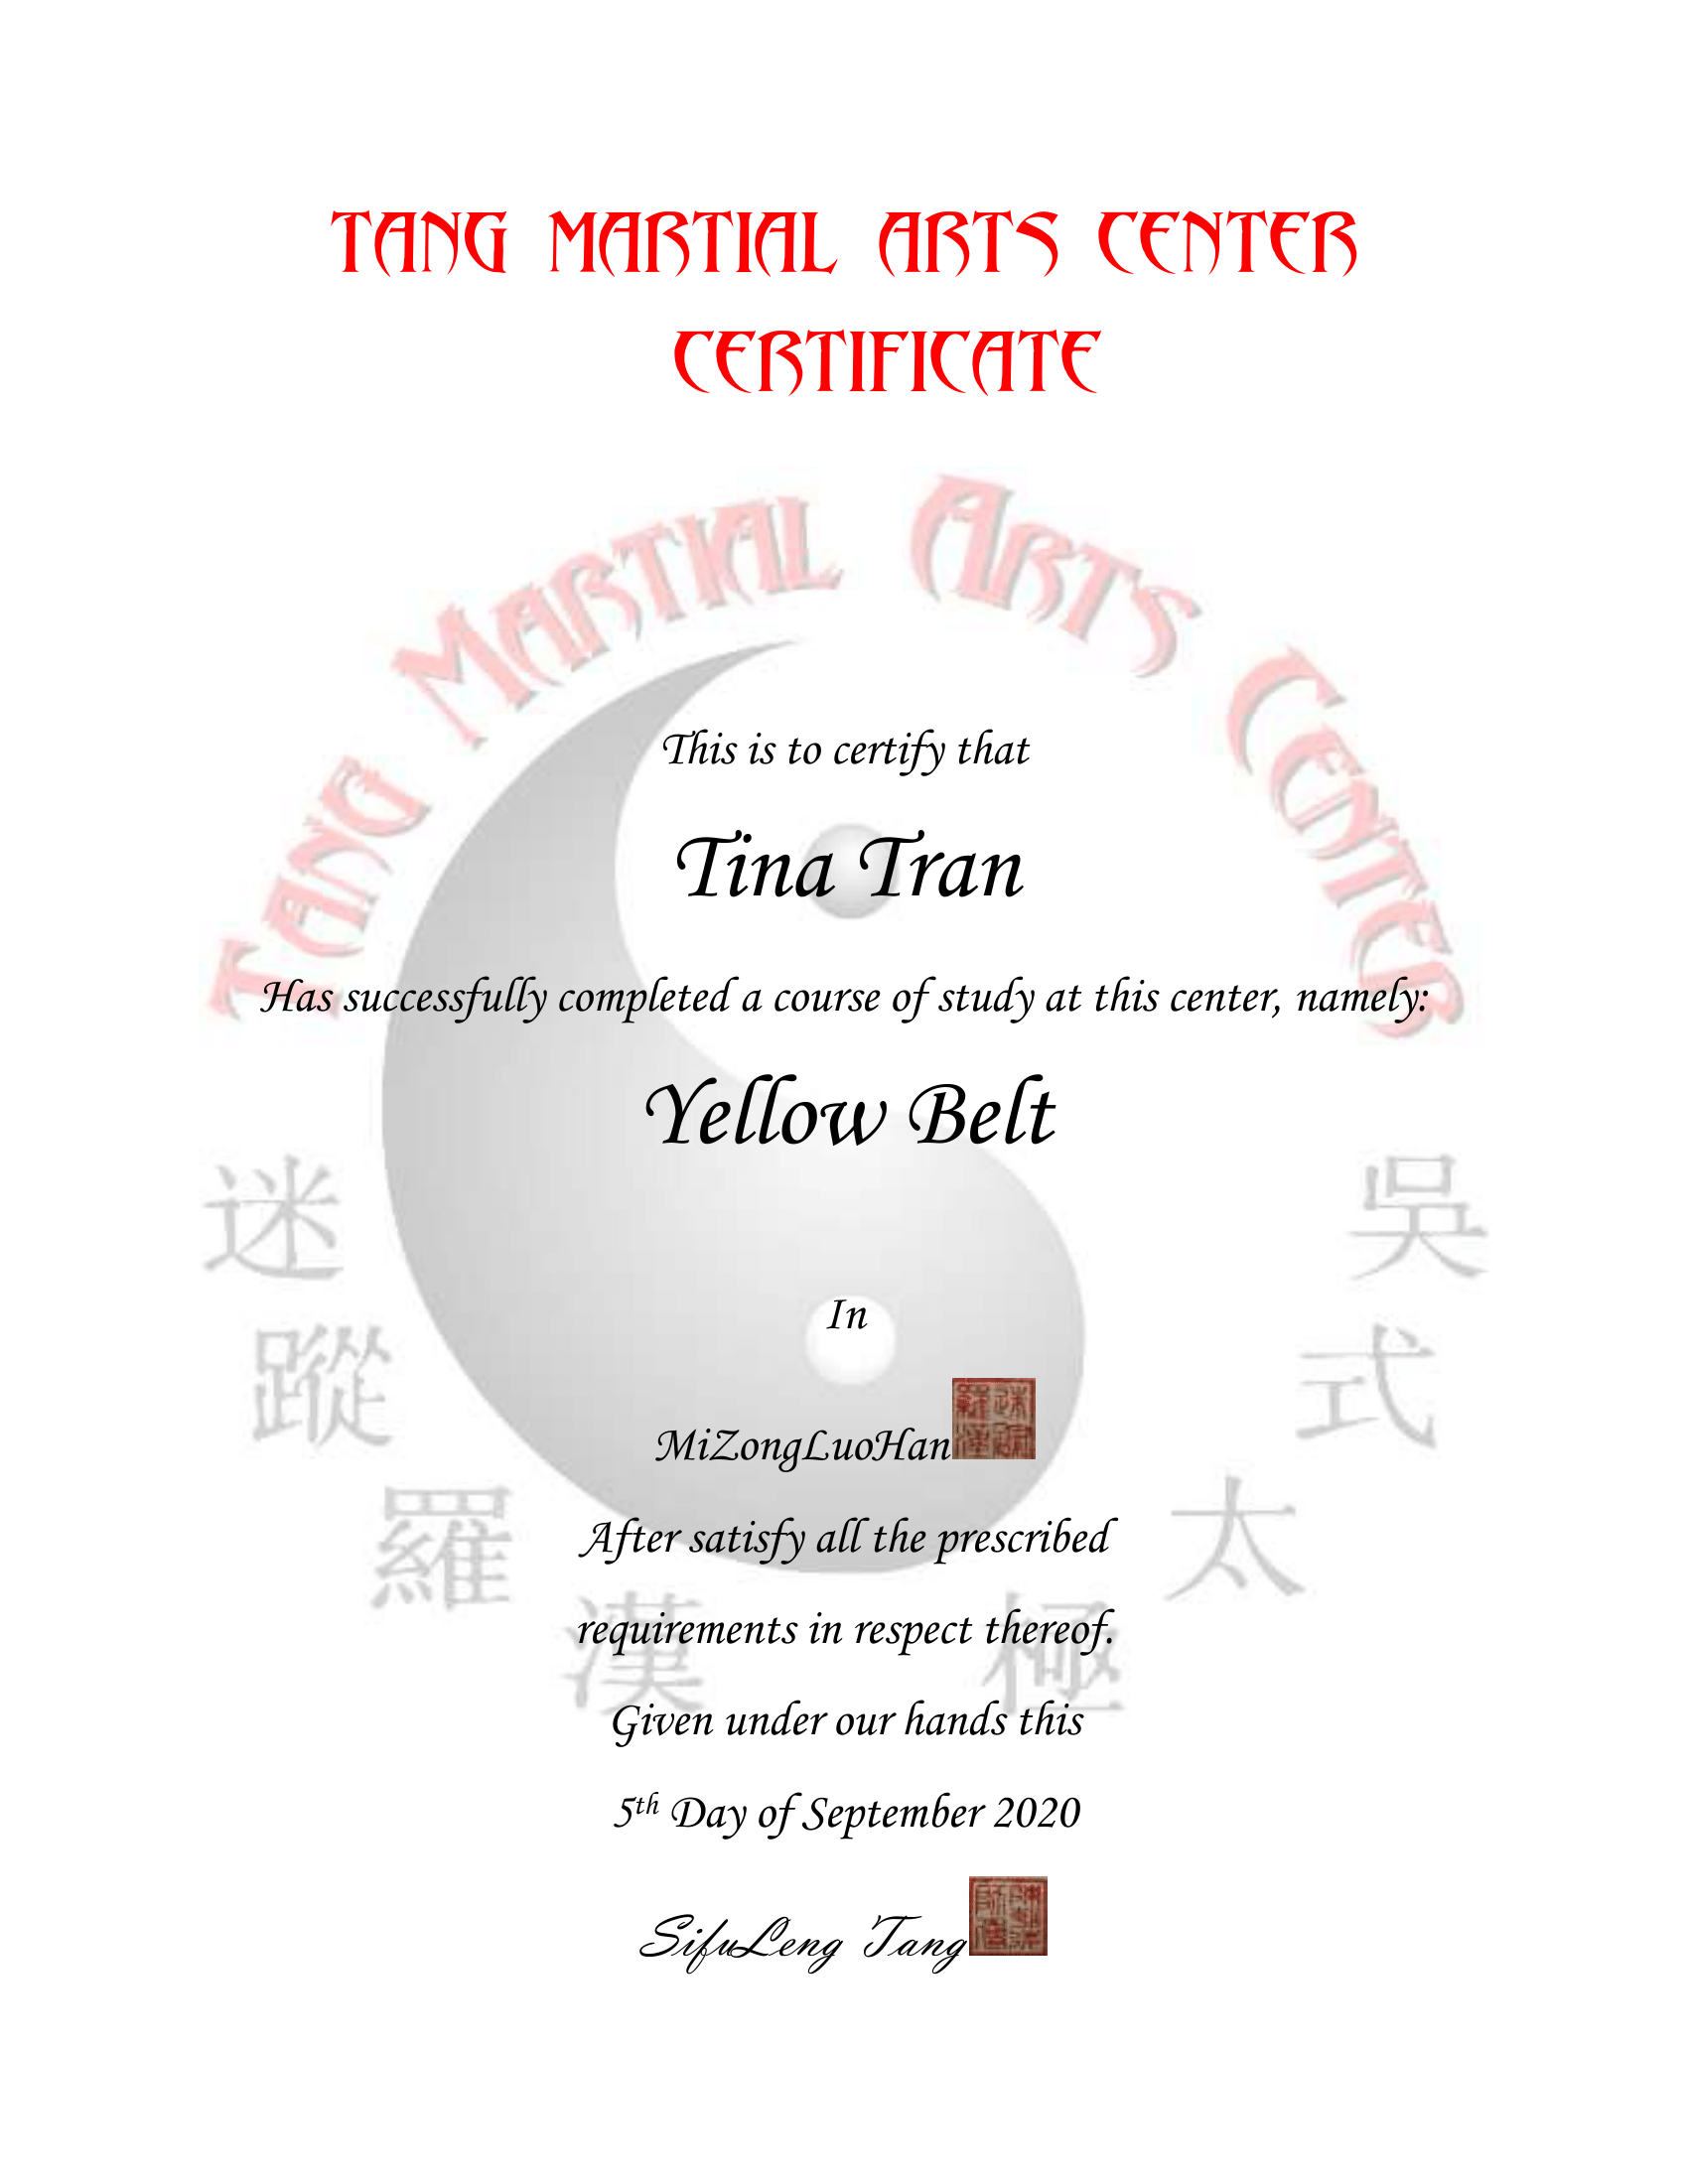 TANG MARTIAL ARTS CENTER
CERTIFICATE
TANG MARTIAL ARTS CENTER
This is to certify that
Tina Tran
Has successfully completed a course of study at this center, namely:
Yellow Belt
In
MiZongLuoHan
After satisfy all the prescribed
requirements in respect thereof.
Given under our hands this
5th Day of September 2020
SifuLeng Tang
迷蹤羅漢
吳式太極